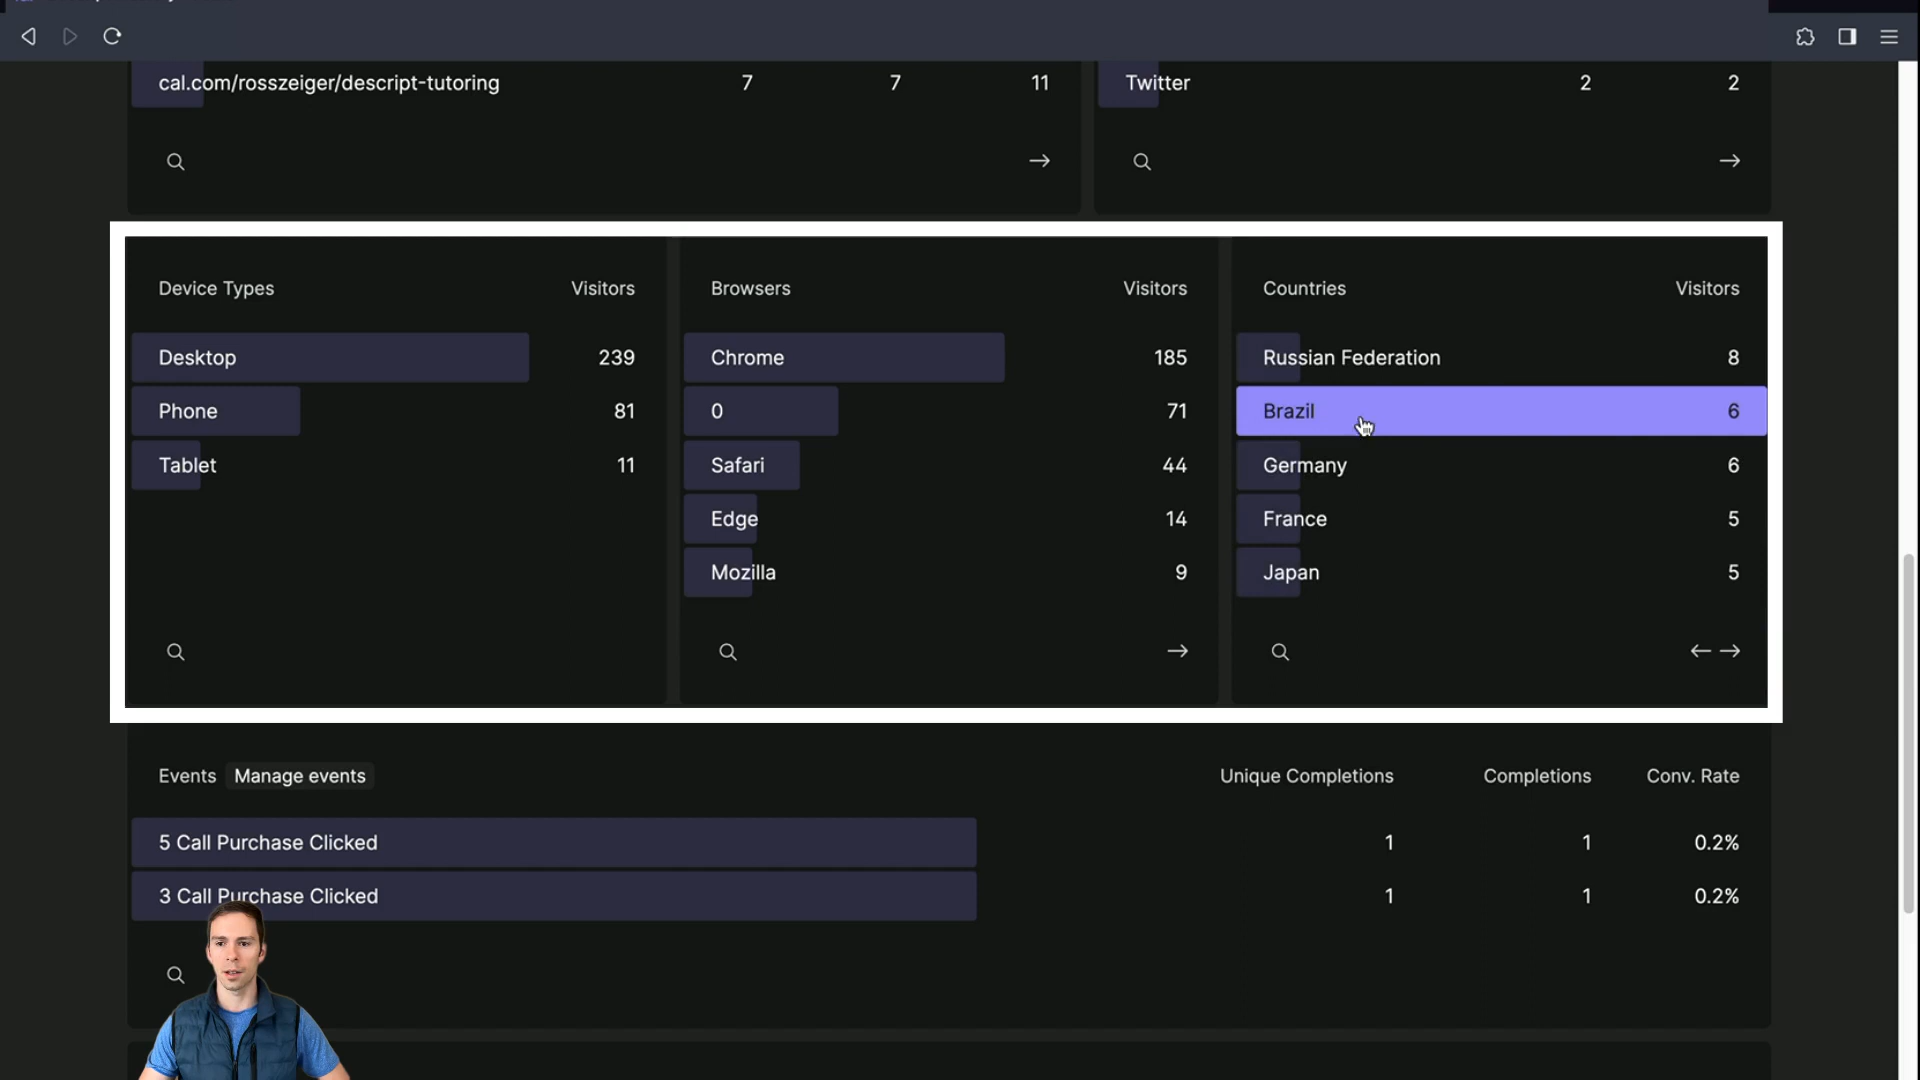 cal.com/rosszeiger/descript-tutoring 7 7 11
Twitter 2 2
Device Types Visitors
Desktop 239
Phone 81
Tablet 11
Browsers Visitors
Chrome 185
0 71
Safari 44
Edge 14
Mozilla 9
Countries Visitors
Russian Federation 8
Brazil 6
Germany 6
France 5
Japan 5
Events Manage events Unique Completions Completions Conv. Rate
5 Call Purchase Clicked 1 1 0.2%
3 Call Purchase Clicked 1 1 0.2%